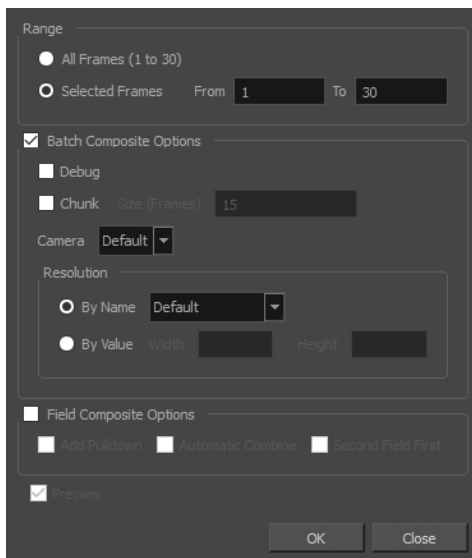 Range
All Frames (1 to 30)
Selected Frames From 1 To 30
Batch Composite Options
Debug
Chunk Size (Frames) 15
Camera Default
Resolution
By Name Default
By Value Width Height
Field Composite Options
Add Pulldown Automatic Combine Second Field First
Preview
OK Close